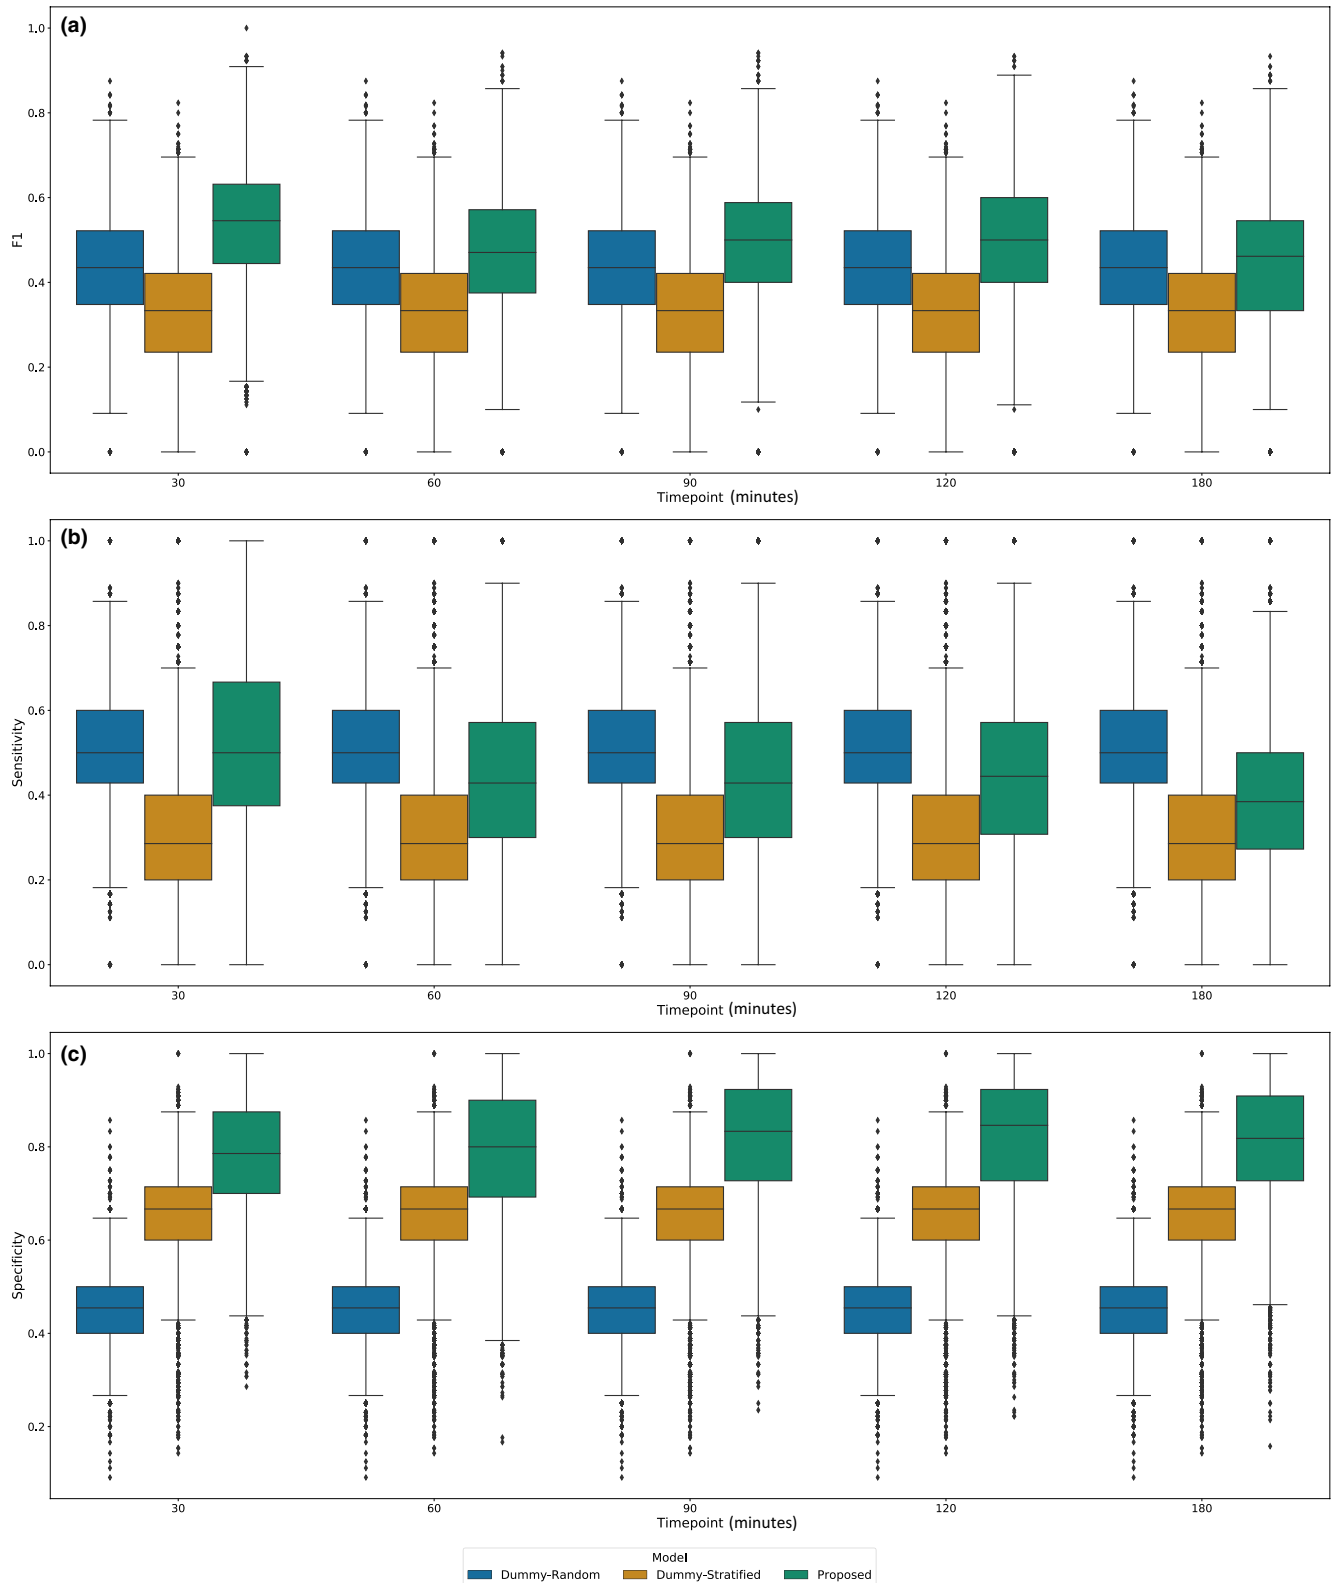 (a)
1.0
0.8
0.6
0.4
0.2
0.0
F1
30 60 90 120 180
Timepoint (minutes)
(b)
1.0
0.8
0.6
0.4
0.2
0.0
Sensitivity
30 60 90 120 180
Timepoint (minutes)
(c)
1.0
0.8
0.6
0.4
0.2
Specificity
30 60 90 120 180
Timepoint (minutes)
Model
Dummy-Random Dummy-Stratified Proposed